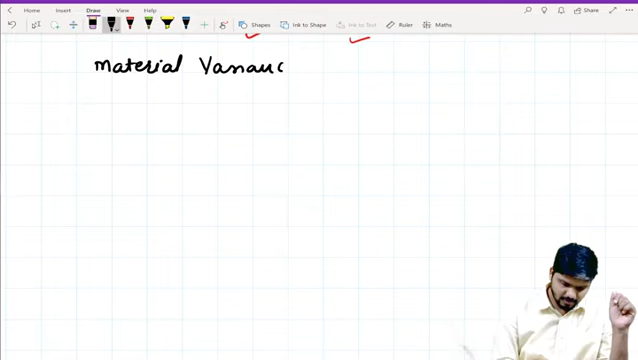 Home Insert Draw View Help Share
Shapes Ink to Shape Ink to Text Ruler Maths
Material Varianc